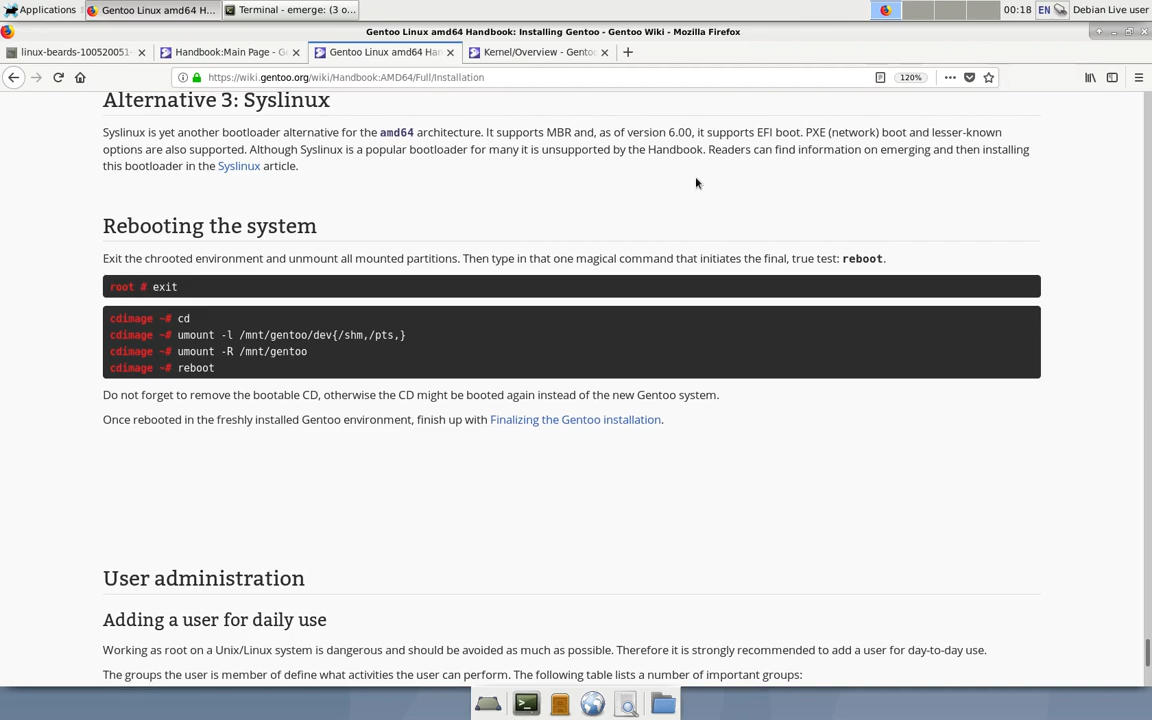 Applications
Gentoo Linux amd64 H...
Terminal - emerge: (3 o...
00:18
EN
Debian Live user
Gentoo Linux amd64 Handbook: Installing Gentoo - Gentoo Wiki - Mozilla Firefox
linux-beards-100520051-
Handbook:Main Page - G
Gentoo Linux amd64 Han
Kernel/Overview - Gento
https://wiki.gentoo.org/wiki/Handbook:AMD64/Full/Installation
120%
Alternative 3: Syslinux
Syslinux is yet another bootloader alternative for the amd64 architecture. It supports MBR and, as of version 6.00, it supports EFI boot. PXE (network) boot and lesser-known
options are also supported. Although Syslinux is a popular bootloader for many it is unsupported by the Handbook. Readers can find information on emerging and then installing
this bootloader in the Syslinux article.
Rebooting the system
Exit the chrooted environment and unmount all mounted partitions. Then type in that one magical command that initiates the final, true test: reboot.
root # exit
cdimage ~# cd
cdimage ~# umount -l /mnt/gentoo/dev{/shm,/pts,}
cdimage ~# umount -R /mnt/gentoo
cdimage ~# reboot
Do not forget to remove the bootable CD, otherwise the CD might be booted again instead of the new Gentoo system.
Once rebooted in the freshly installed Gentoo environment, finish up with Finalizing the Gentoo installation.
User administration
Adding a user for daily use
Working as root on a Unix/Linux system is dangerous and should be avoided as much as possible. Therefore it is strongly recommended to add a user for day-to-day use.
The groups the user is member of define what activities the user can perform. The following table lists a number of important groups: